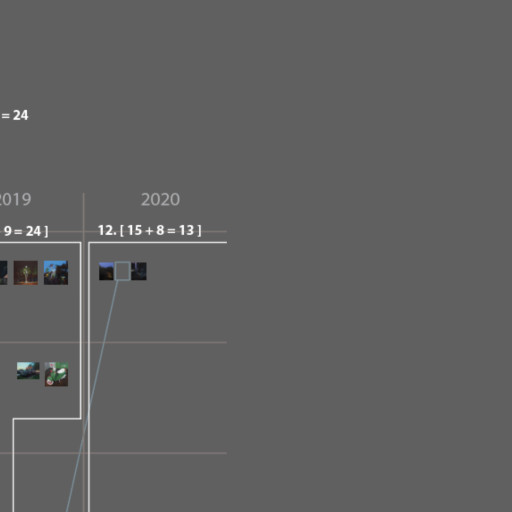 = 24
2019 2020
9 = 24 ] 12. [ 15 + 8 = 13 ]